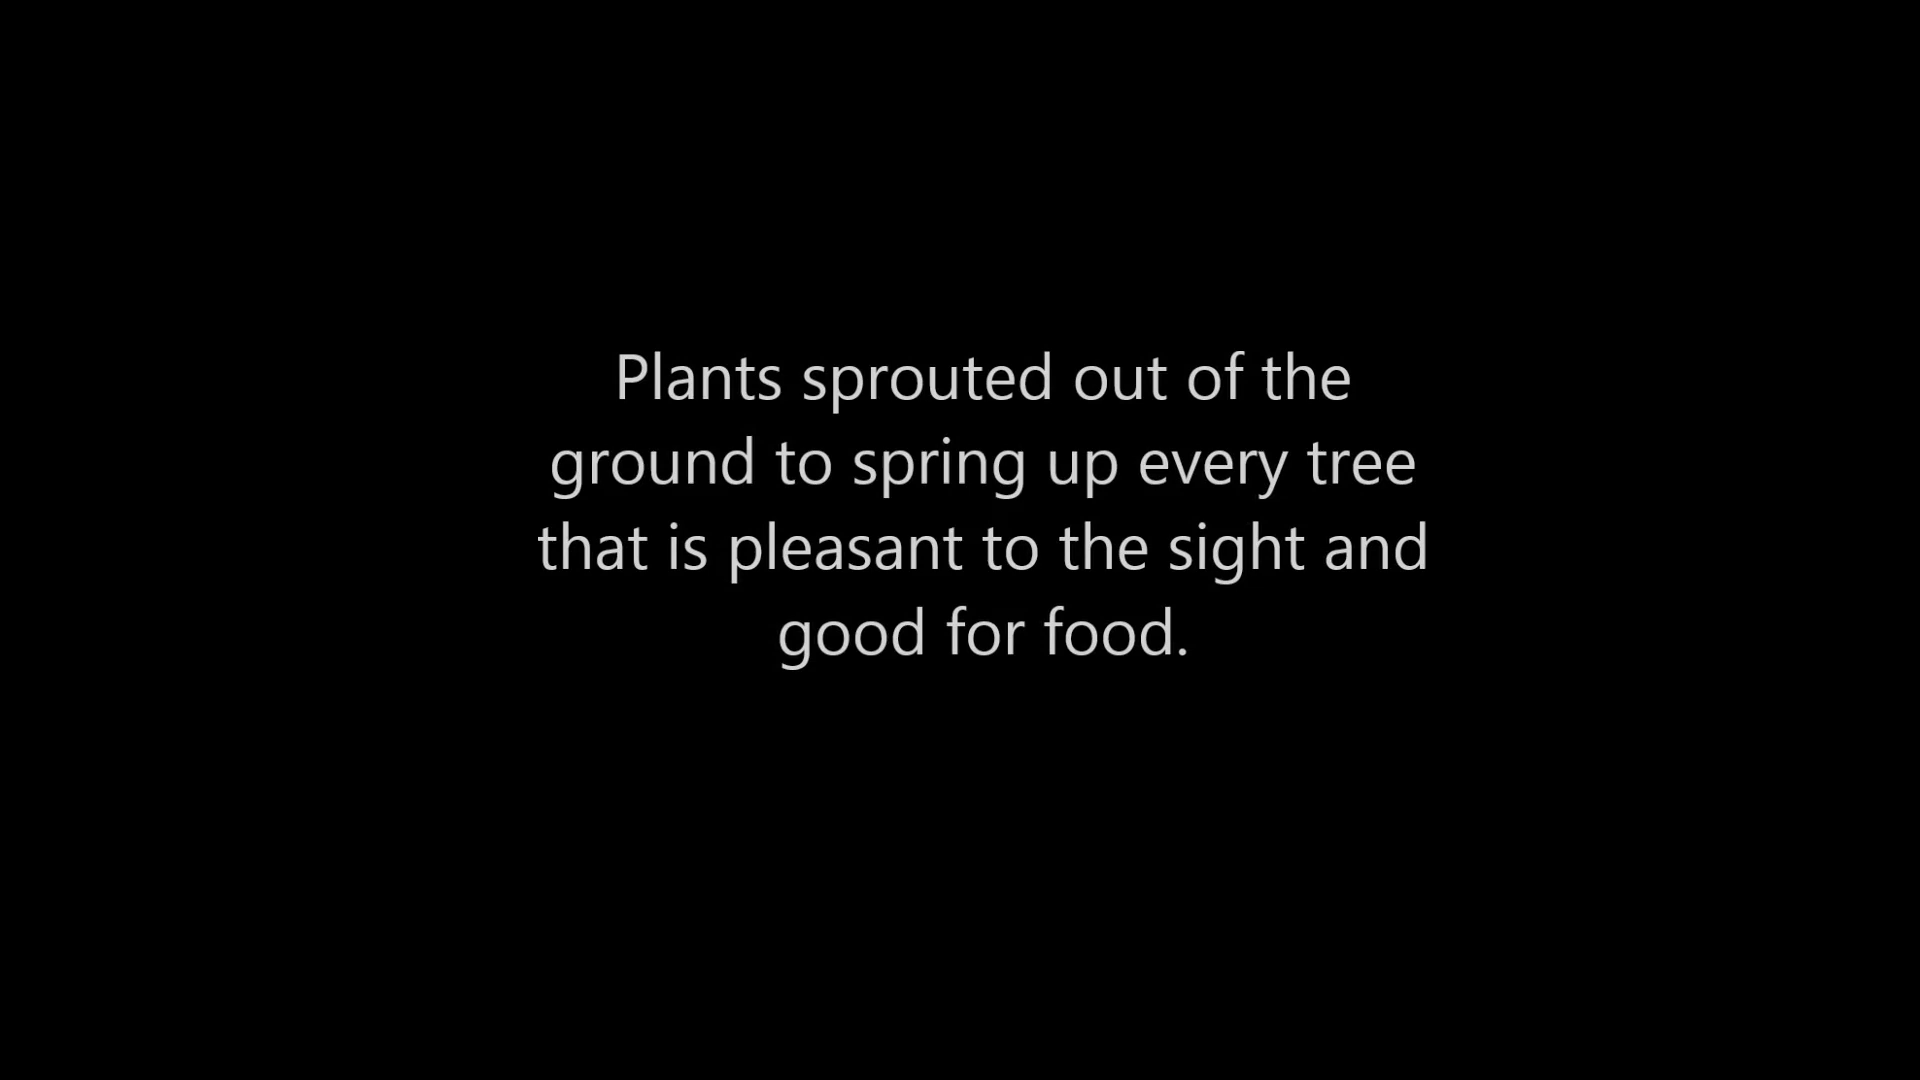 Plants sprouted out of the
ground to spring up every tree
that is pleasant to the sight and
good for food.